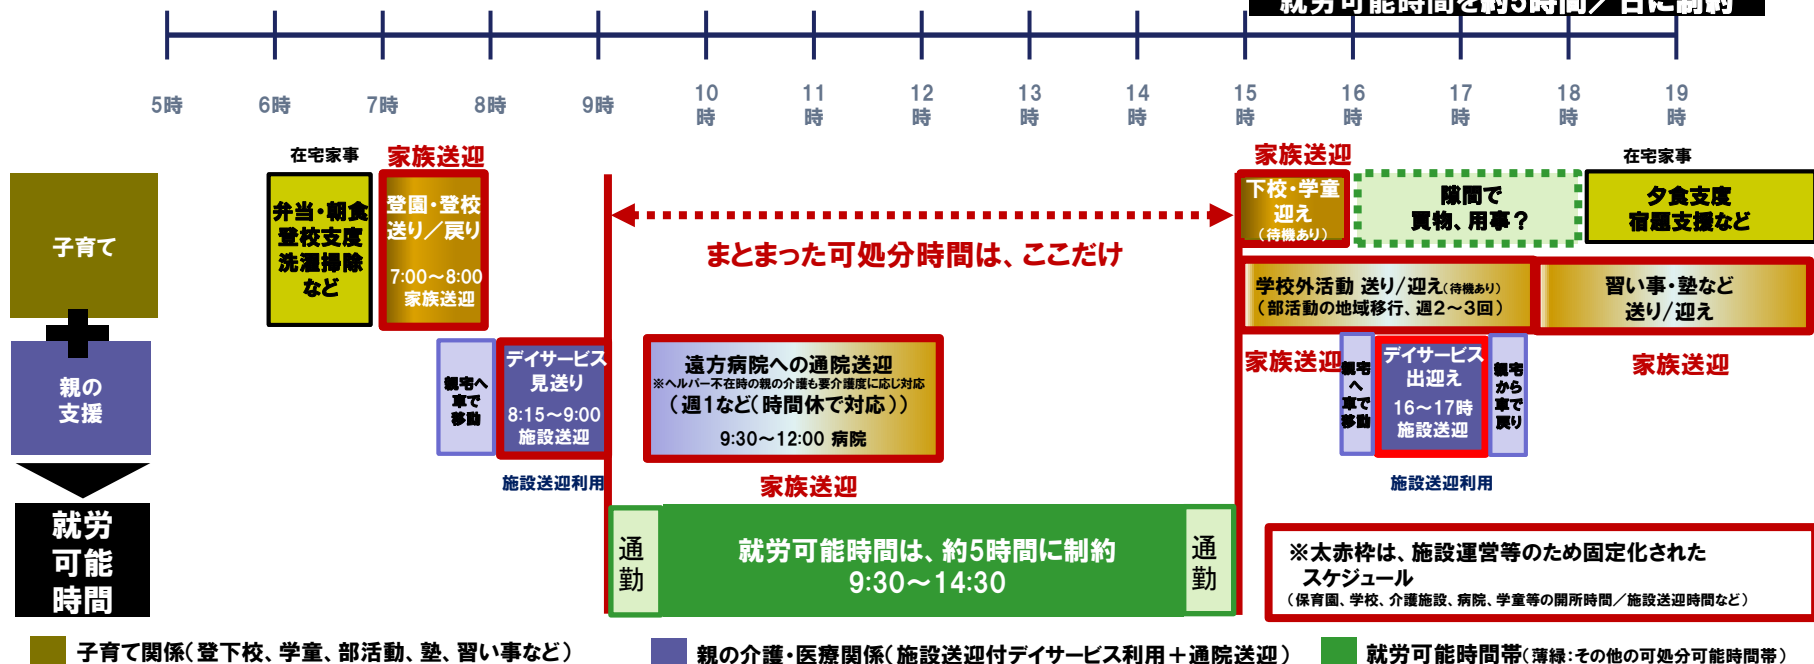 就労可能時間を約5時間／日に制約
5時
6時
7時
8時
9時
10
時
11
時
12
時
13
時
14
時
15
時
16
時
17
時
18
時
19
時
子育て
在宅家事
弁当・朝食
登校支度
洗濯掃除
など
家族送迎
登園・登校
送り／戻り
7:00～8:00
家族送迎
まとまった可処分時間は、ここだけ
家族送迎
下校・学童
迎え
（待機あり）
隙間で
買物、用事？
在宅家事
夕食支度
宿題支援など
学校外活動 送り/迎え（待機あり）
（部活動の地域移行、週2～3回）
習い事・塾など
送り/迎え
家族送迎
家族送迎
親の
支援
親宅へ
車で
移動
デイサービス
見送り
8:15～9:00
施設送迎
施設送迎利用
遠方病院への通院送迎
※ヘルパー不在時の親の介護も要介護度に応じ対応
（週1など（時間休で対応））
9:30～12:00 病院
家族送迎
親宅
へ
車で
移動
デイサービス
出迎え
16～17時
施設送迎
親宅
から
車で
戻り
施設送迎利用
就労
可能
時間
通
勤
就労可能時間は、約5時間に制約
9:30～14:30
通
勤
※太赤枠は、施設運営等のため固定化された
スケジュール
（保育園、学校、介護施設、病院、学童等の開所時間／施設送迎時間など）
子育て関係（登下校、学童、部活動、塾、習い事など）
親の介護・医療関係（施設送迎付デイサービス利用＋通院送迎）
就労可能時間帯（薄緑：その他の可処分可能時間帯）